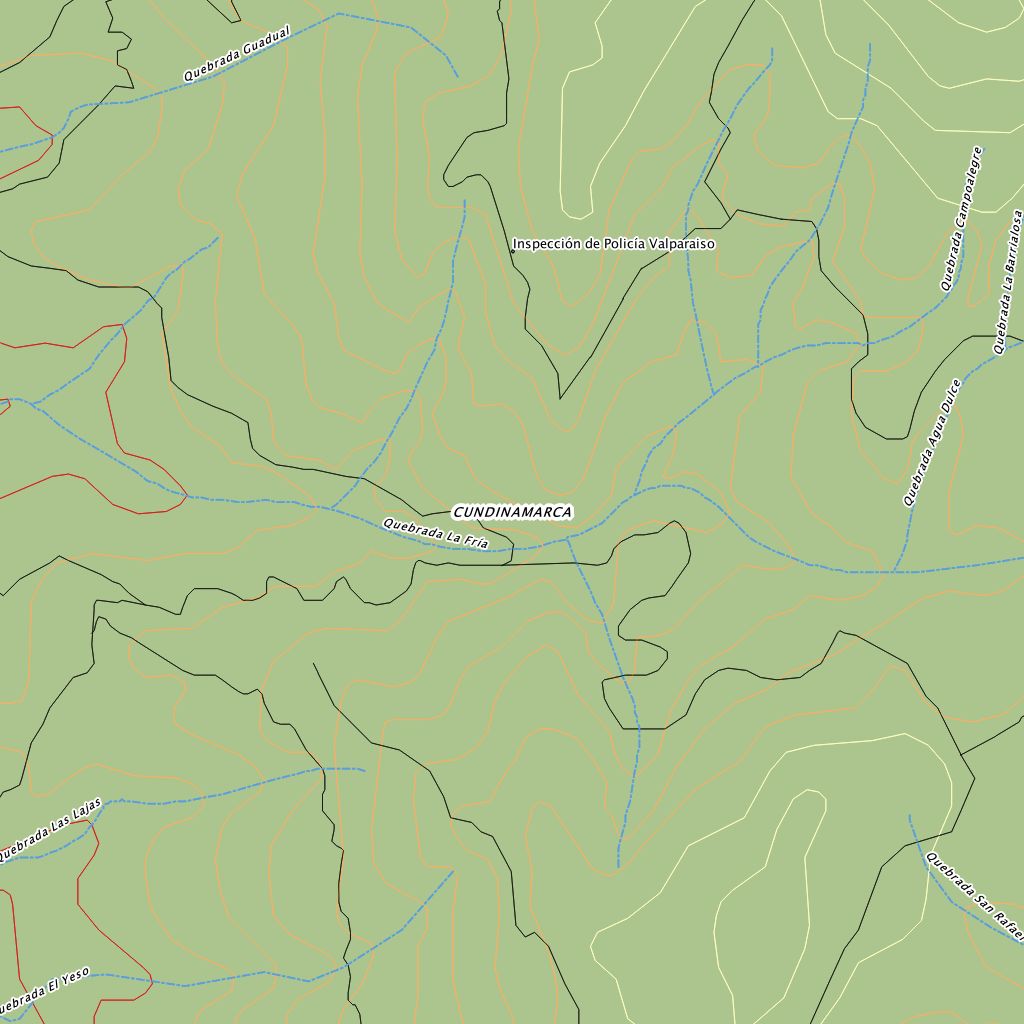 Quebrada Guadual
Quebrada Campoalegre
Quebrada La Barrialosa
Inspección de Policía Valparaiso
Quebrada Agua Dulce
CUNDINAMARCA
Quebrada La Fría
Quebrada Las Lajas
Quebrada San Rafael
uebrada El Yeso